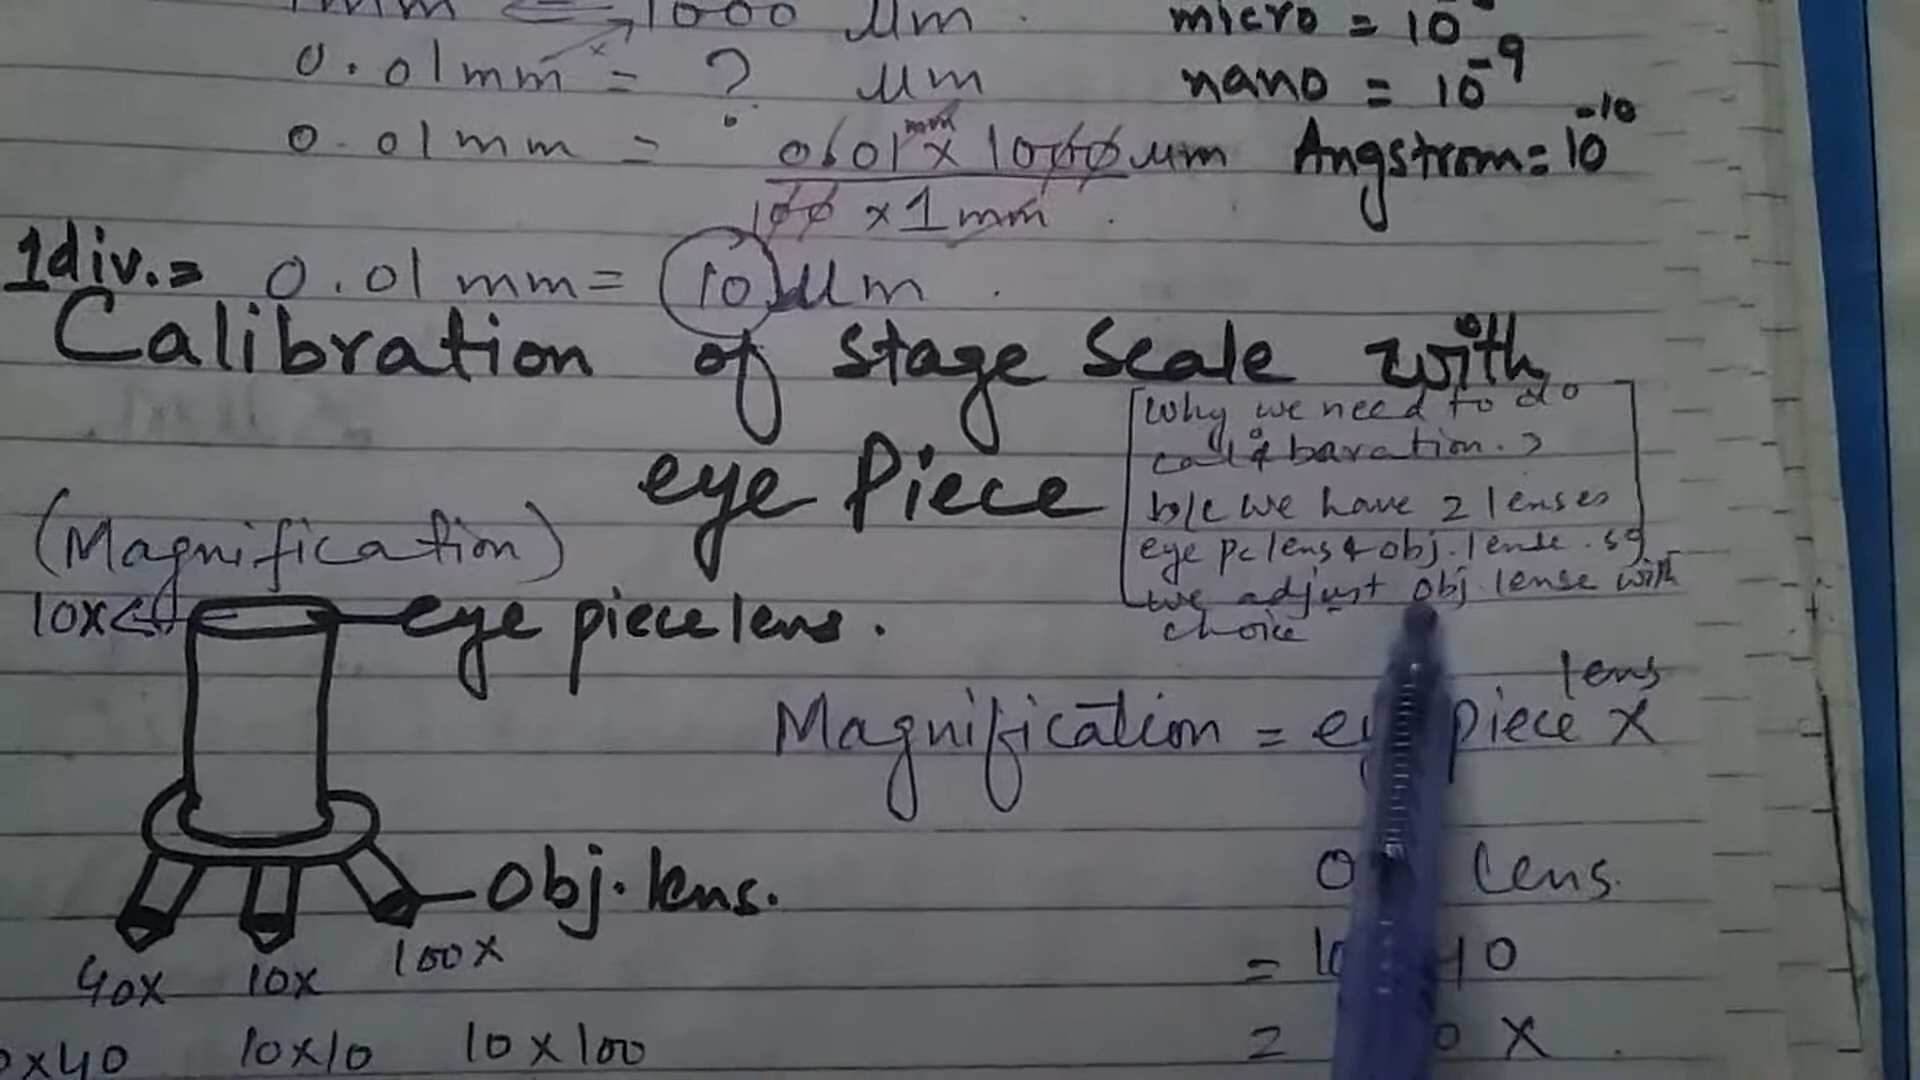 1mm = 1000 µm
micro = 10
0.01mm = ? µm
nano = 10⁻⁹
0.01mm = 0.01 mm x 1000 µm
100 x 1 mm
Angstrom = 10⁻¹⁰
1div. = 0.01mm = 10 µm
Calibration of stage scale with
eye Piece
[Why we need to do
calibaration.?
b/c we have 2 lenses
eye pc lens & obj. lense. so
we adjust obj. lense with
choice
(Magnification)
10x
eye piece lens.
lens
Magnification = piece x
lens.
Obj. lens.
40x 10x 100x
x40 10x10 10x100